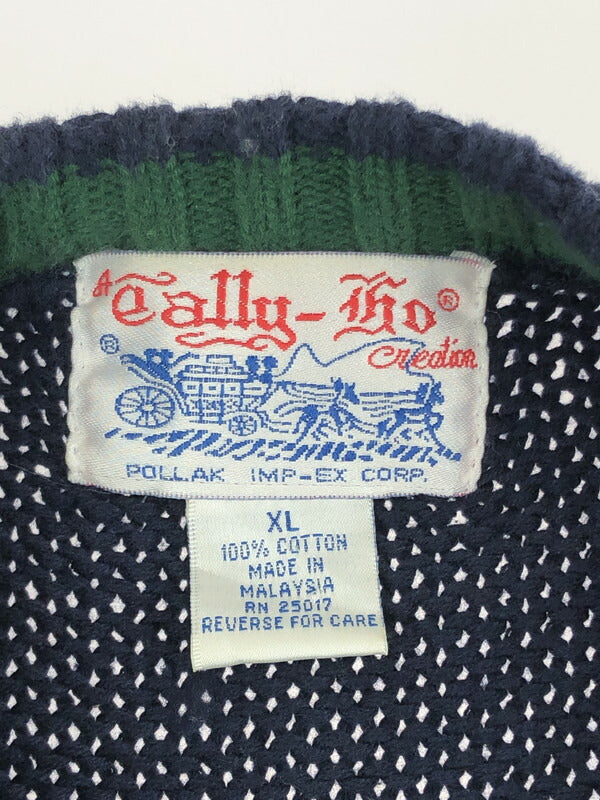 A Tally-Ho®
Creation
®
POLLAK IMP-EX CORP.
XL
100% COTTON
MADE IN
MALAYSIA
RN 25017
REVERSE FOR CARE